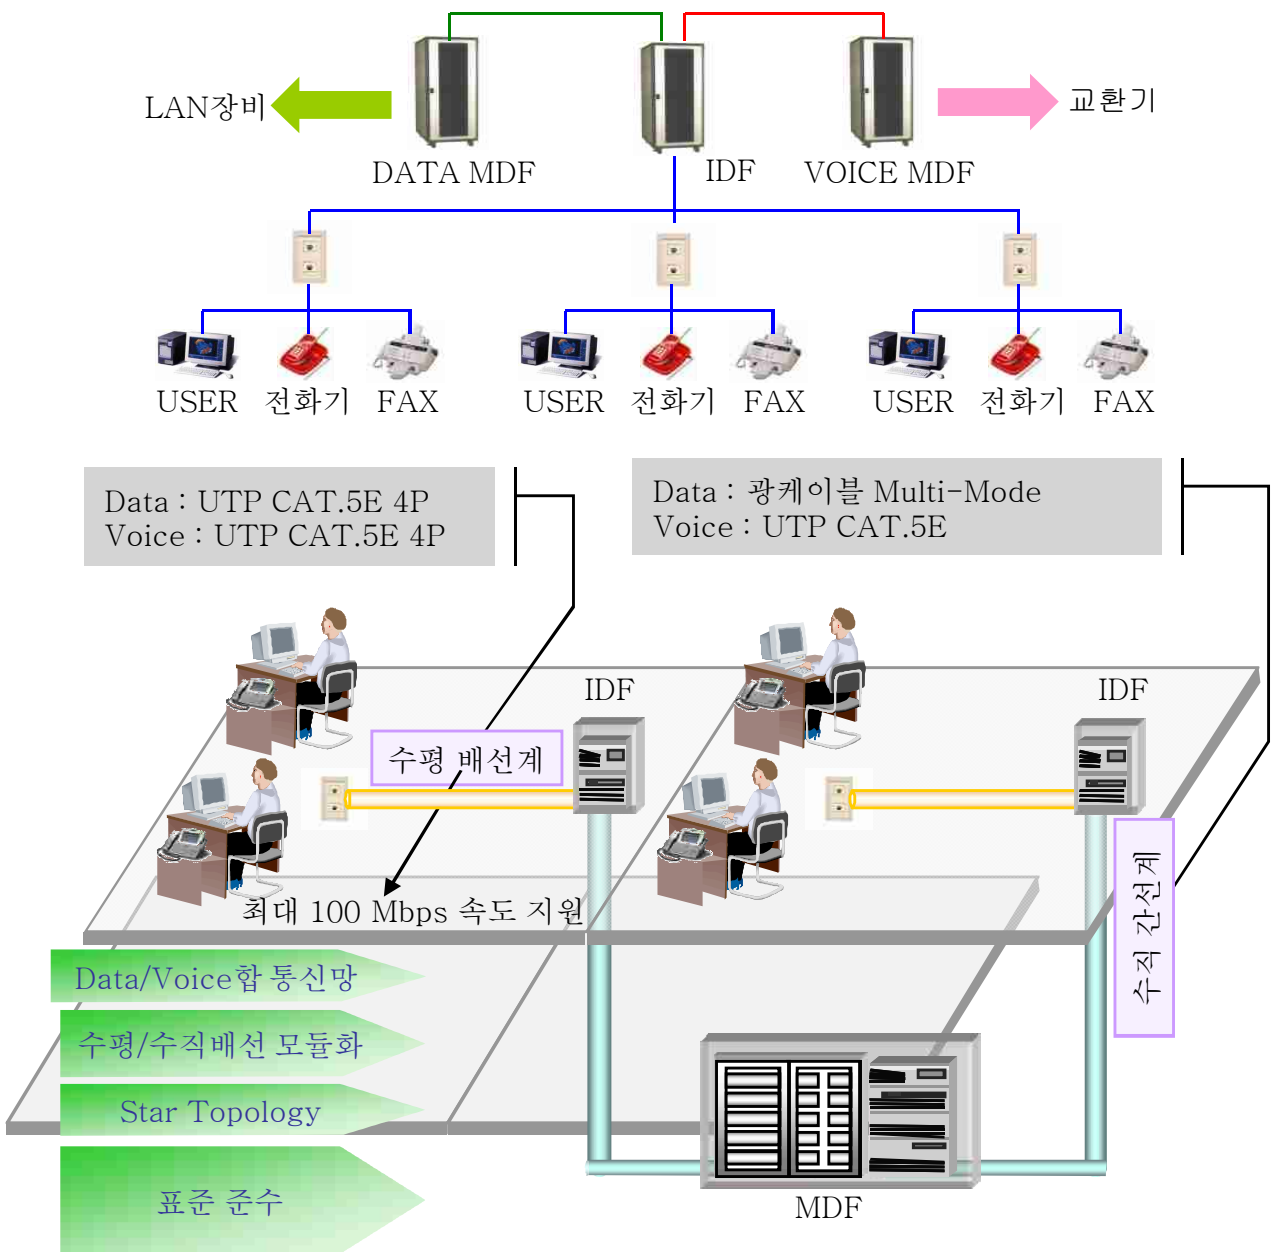 LAN장비
교환기
DATA MDF
IDF
VOICE MDF
USER 전화기 FAX
USER 전화기 FAX
USER 전화기 FAX
Data : UTP CAT.5E 4P
Voice : UTP CAT.5E 4P
Data : 광케이블 Multi-Mode
Voice : UTP CAT.5E
IDF
IDF
수평 배선계
수직 간선계
최대 100 Mbps 속도 지원
Data/Voice합 통신망
수평/수직배선 모듈화
Star Topology
표준 준수
MDF